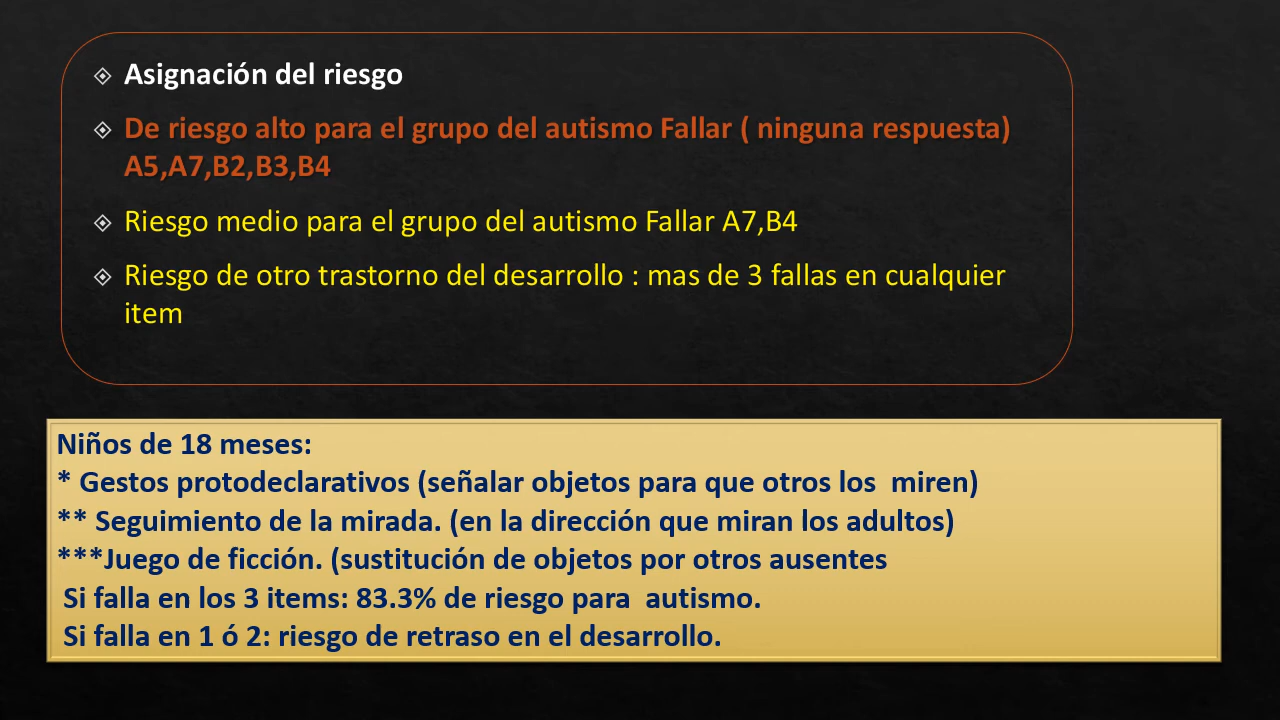 Asignación del riesgo
De riesgo alto para el grupo del autismo Fallar ( ninguna respuesta)
A5,A7,B2,B3,B4
Riesgo medio para el grupo del autismo Fallar A7,B4
Riesgo de otro trastorno del desarrollo : mas de 3 fallas en cualquier
item
Niños de 18 meses:
* Gestos protodeclarativos (señalar objetos para que otros los  miren)
** Seguimiento de la mirada. (en la dirección que miran los adultos)
***Juego de ficción. (sustitución de objetos por otros ausentes
Si falla en los 3 items: 83.3% de riesgo para  autismo.
Si falla en 1 ó 2: riesgo de retraso en el desarrollo.